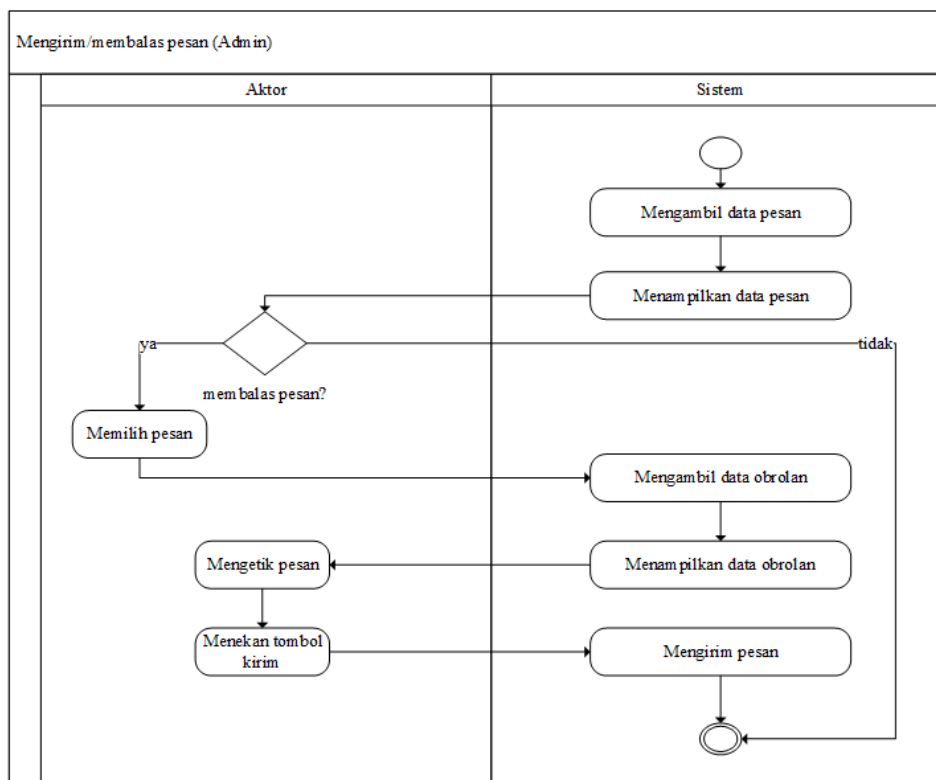 Mengirim/membalas pesan (Admin)
Aktor
Sistem
Mengambil data pesan
Menampilkan data pesan
ya
tidak
membalas pesan?
Memilih pesan
Mengambil data obrolan
Mengetik pesan
Menampilkan data obrolan
Menekan tombol
kirim
Mengirim pesan